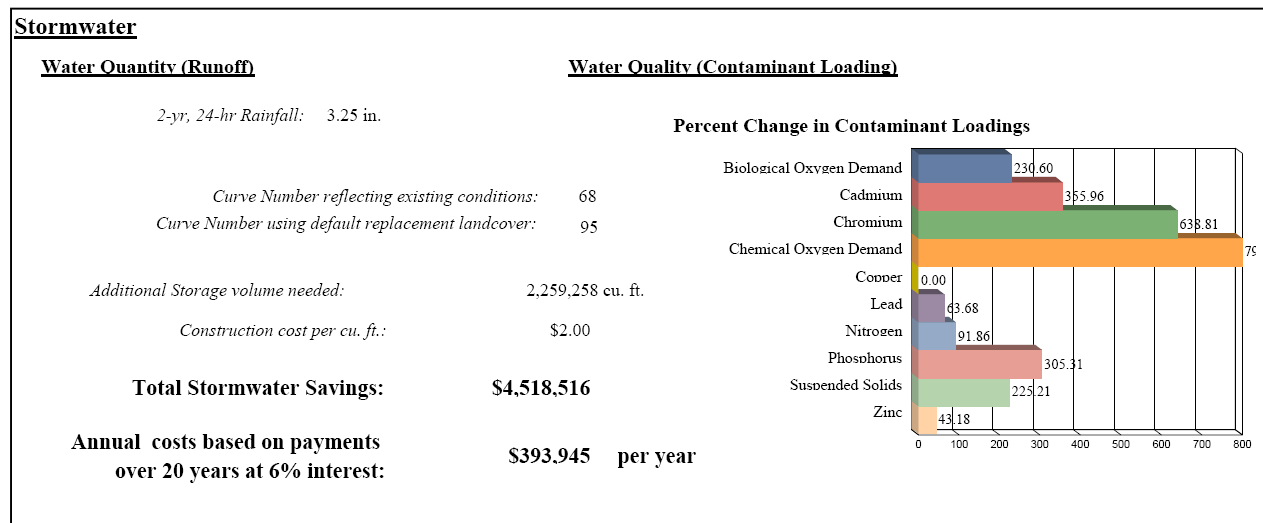 Stormwater
Water Quantity (Runoff)
2-yr, 24-hr Rainfall: 3.25 in.
Curve Number reflecting existing conditions: 68
Curve Number using default replacement landcover: 95
Additional Storage volume needed: 2,259,258 cu. ft.
Construction cost per cu. ft.: $2.00
Total Stormwater Savings: $4,518,516
Annual costs based on payments
over 20 years at 6% interest: $393,945 per year
Water Quality (Contaminant Loading)
Percent Change in Contaminant Loadings
Biological Oxygen Demand 230.60
Cadmium 355.96
Chromium 638.81
Chemical Oxygen Demand 79
Copper 0.00
Lead 63.68
Nitrogen 91.86
Phosphorus 305.31
Suspended Solids 225.21
Zinc 43.18
0 100 200 300 400 500 600 700 800